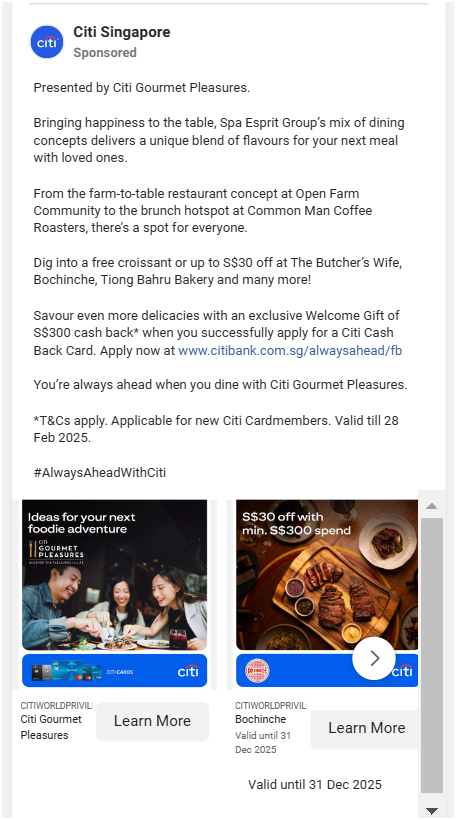 Citi Singapore
Sponsored
Presented by Citi Gourmet Pleasures.
Bringing happiness to the table, Spa Esprit Group’s mix of dining
concepts delivers a unique blend of flavours for your next meal
with loved ones.
From the farm-to-table restaurant concept at Open Farm
Community to the brunch hotspot at Common Man Coffee
Roasters, there’s a spot for everyone.
Dig into a free croissant or up to S$30 off at The Butcher’s Wife,
Bochinche, Tiong Bahru Bakery and many more!
Savour even more delicacies with an exclusive Welcome Gift of
S$300 cash back* when you successfully apply for a Citi Cash
Back Card. Apply now at www.citibank.com.sg/alwaysahead/fb
You’re always ahead when you dine with Citi Gourmet Pleasures.
*T&Cs apply. Applicable for new Citi Cardmembers. Valid till 28
Feb 2025.
#AlwaysAheadWithCiti
Ideas for your next
foodie adventure
CITI
GOURMET
PLEASURES
CITI CARDS
citi
CITIWORLDPRIVIL
Citi Gourmet
Pleasures
Learn More
S$30 off with
min. S$300 spend
citi
CITIWORLDPRIVIL
Bochinche
Valid until 31
Dec 2025
Learn More
Valid until 31 Dec 2025